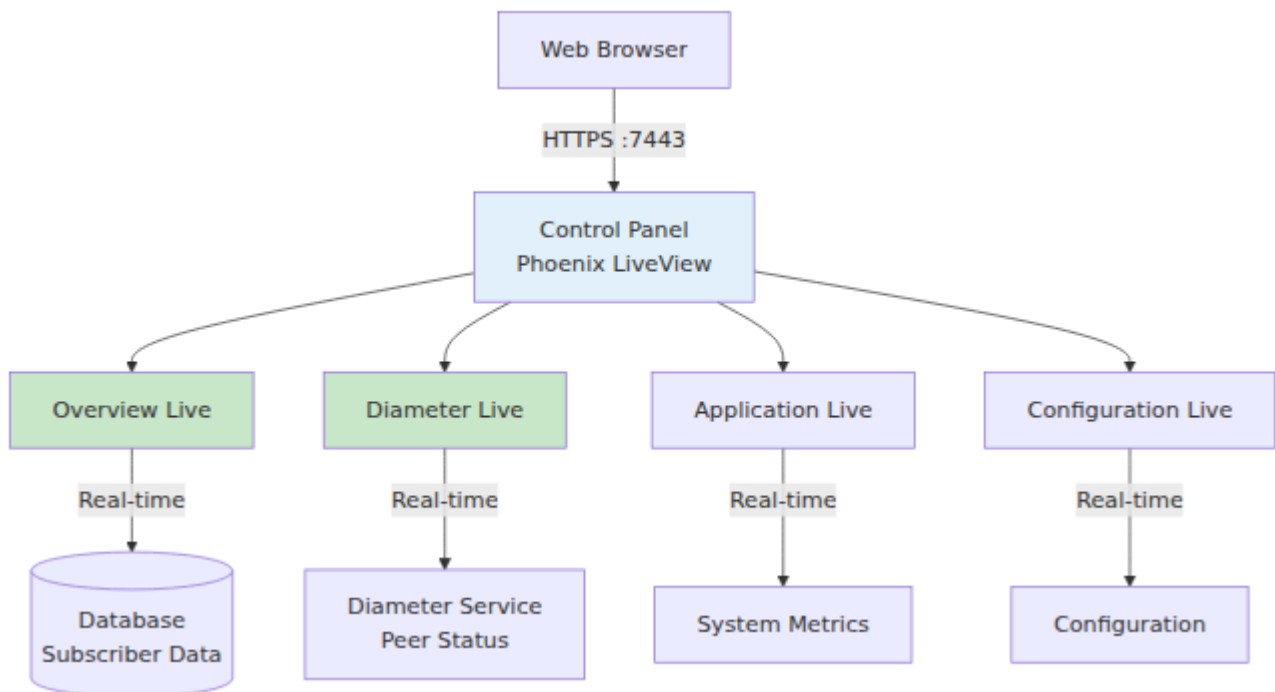 Web Browser
HTTPS :7443
Control Panel
Phoenix LiveView
Overview Live
Diameter Live
Application Live
Configuration Live
Real-time
Real-time
Real-time
Real-time
Database
Subscriber Data
Diameter Service
Peer Status
System Metrics
Configuration